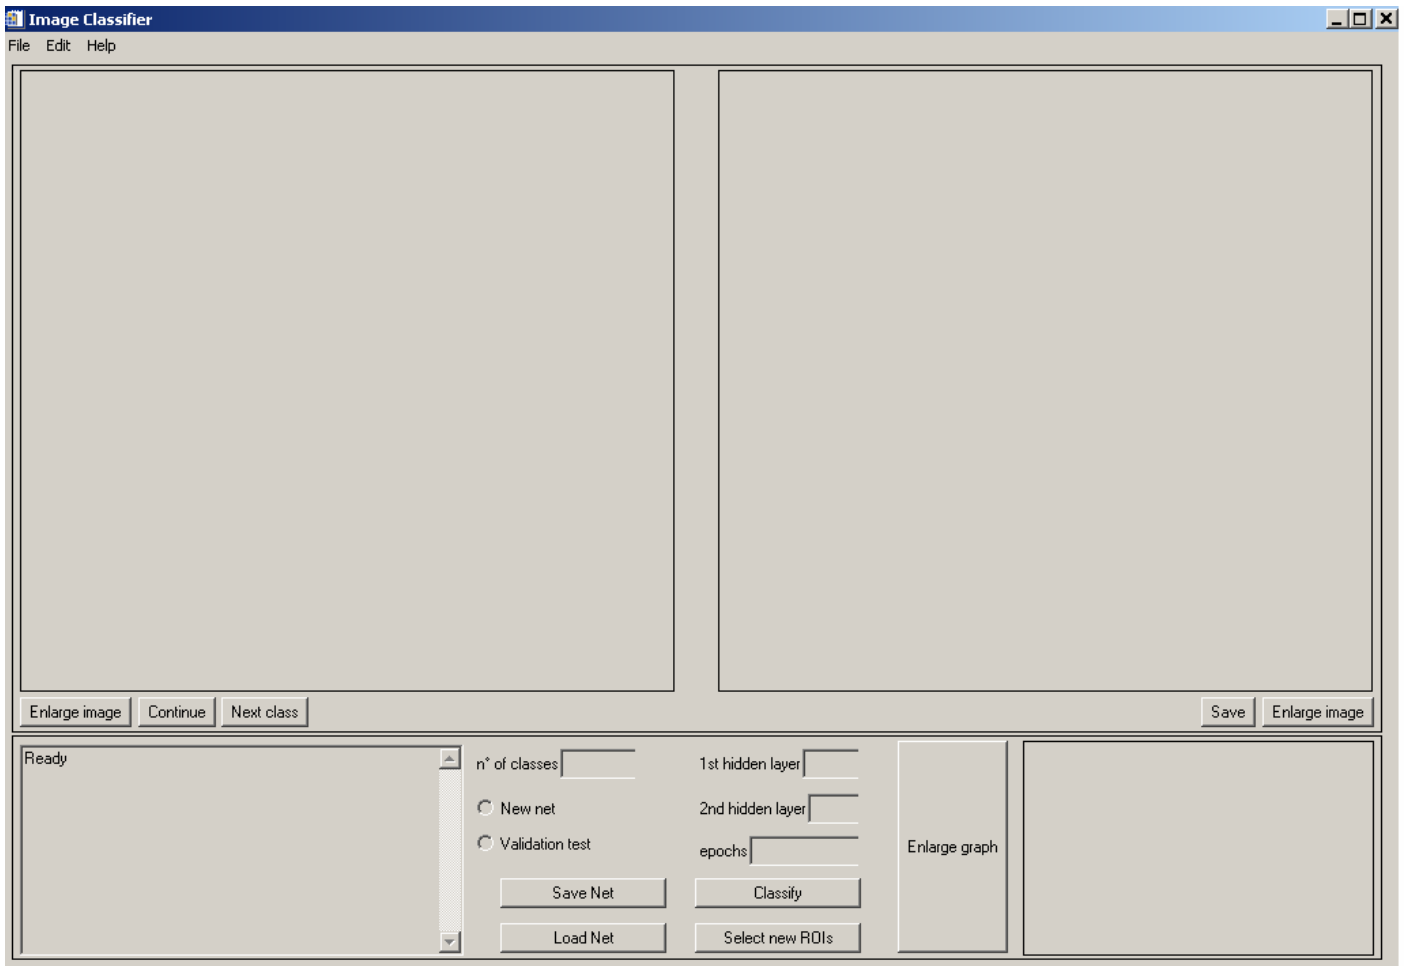 Image Classifier
File Edit Help
Enlarge image Continue Next class Save Enlarge image
Ready
n° of classes 1st hidden layer
New net 2nd hidden layer
Validation test epochs Enlarge graph
Save Net Classify
Load Net Select new ROIs